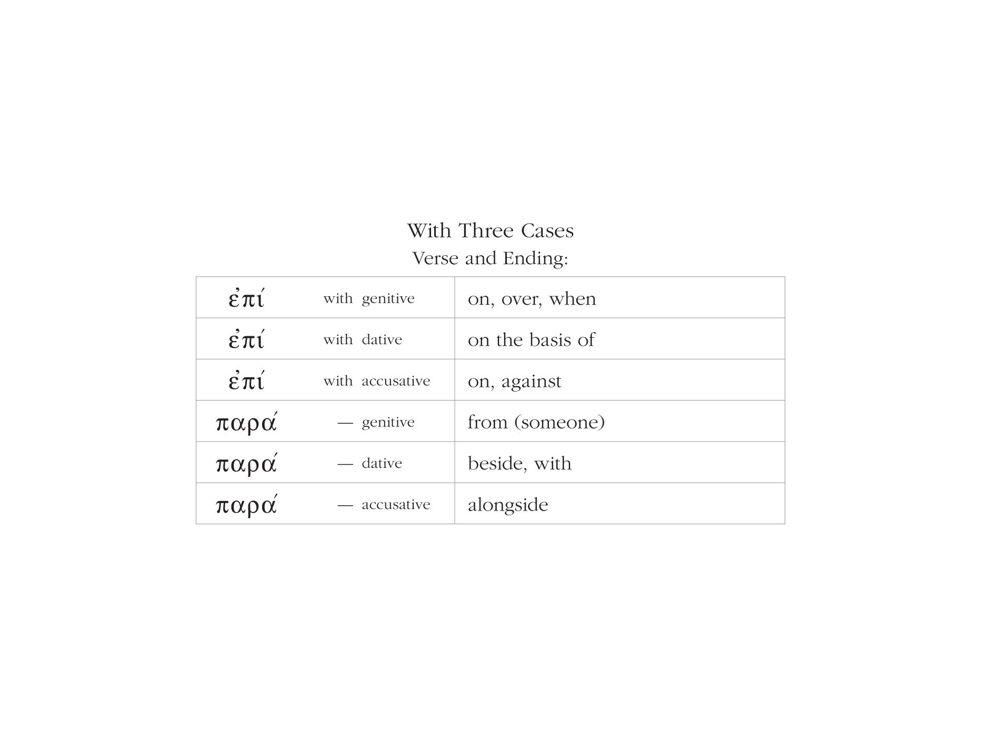 With Three Cases
Verse and Ending:
ἐπί with genitive on, over, when
ἐπί with dative on the basis of
ἐπί with accusative on, against
παρά — genitive from (someone)
παρά — dative beside, with
παρά — accusative alongside